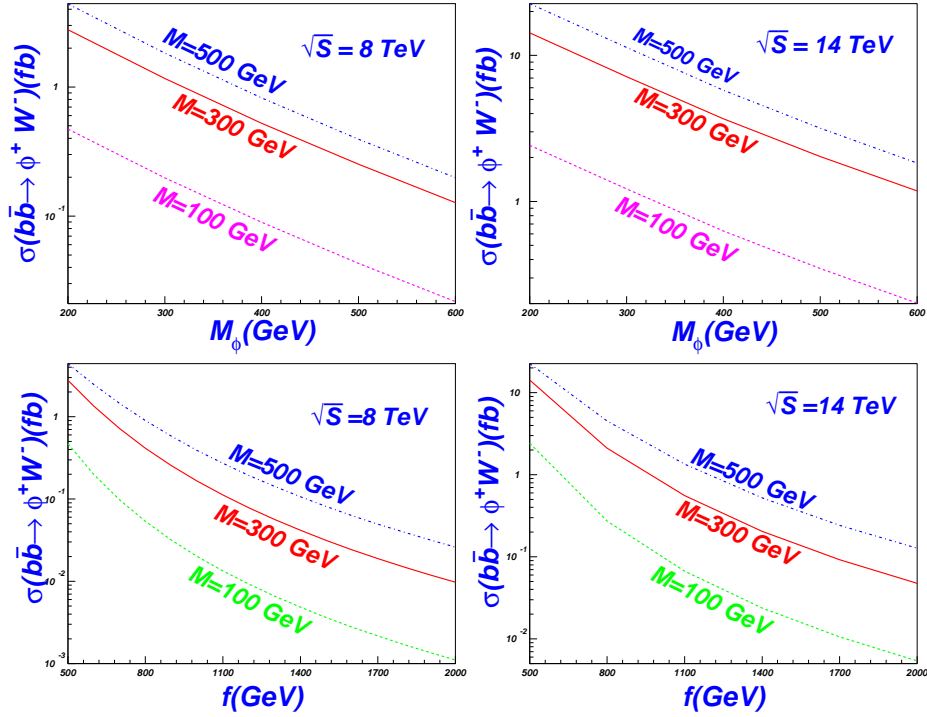 σ(bb̄→ ϕ⁺ W⁻)(fb)
1
10⁻¹
M=500 GeV
√S = 8 TeV
M=300 GeV
M=100 GeV
200 300 400 500 600
M_ϕ(GeV)
σ(bb̄→ ϕ⁺ W⁻)(fb)
10
1
M=500 GeV
√S = 14 TeV
M=300 GeV
M=100 GeV
200 300 400 500 600
M_ϕ(GeV)
σ(bb̄→ ϕ⁺W⁻)(fb)
1
10⁻¹
10⁻²
10⁻³
√S =8 TeV
M=500 GeV
M=300 GeV
M=100 GeV
500 800 1100 1400 1700 2000
f(GeV)
σ(bb̄→ ϕ⁺W⁻)(fb)
10
1
10⁻¹
10⁻²
√S =14 TeV
M=500 GeV
M=300 GeV
M=100 GeV
500 800 1100 1400 1700 2000
f(GeV)